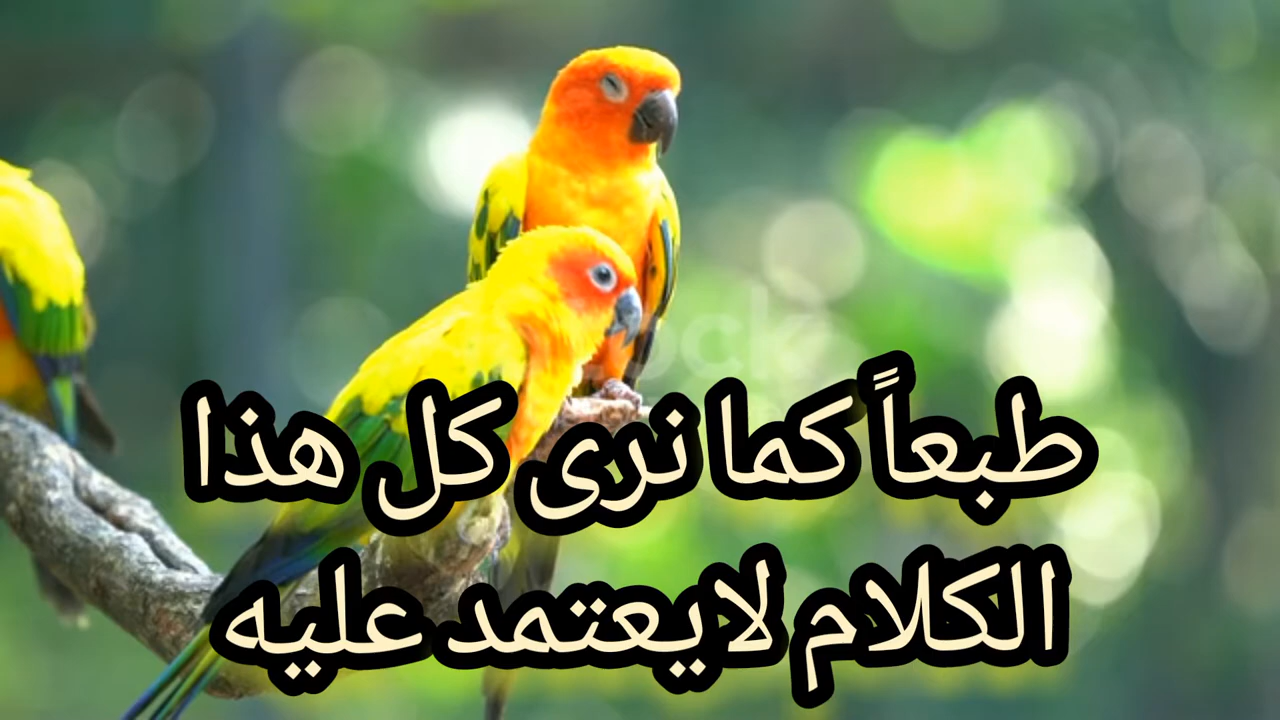 طبعاً كما نرى كل هذا
الكلام لايعتمد عليه